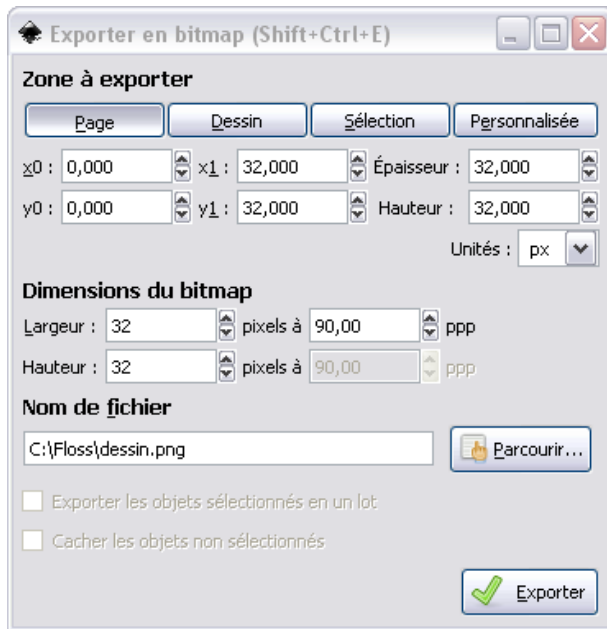 Exporter en bitmap (Shift+Ctrl+E)
Zone à exporter
Page Dessin Sélection Personnalisée
x0 : 0,000 x1 : 32,000 Épaisseur : 32,000
y0 : 0,000 y1 : 32,000 Hauteur : 32,000
Unités : px
Dimensions du bitmap
Largeur : 32 pixels à 90,00 ppp
Hauteur : 32 pixels à 90,00 ppp
Nom de fichier
C:\Floss\dessin.png Parcourir...
Exporter les objets sélectionnés en un lot
Cacher les objets non sélectionnés
Exporter